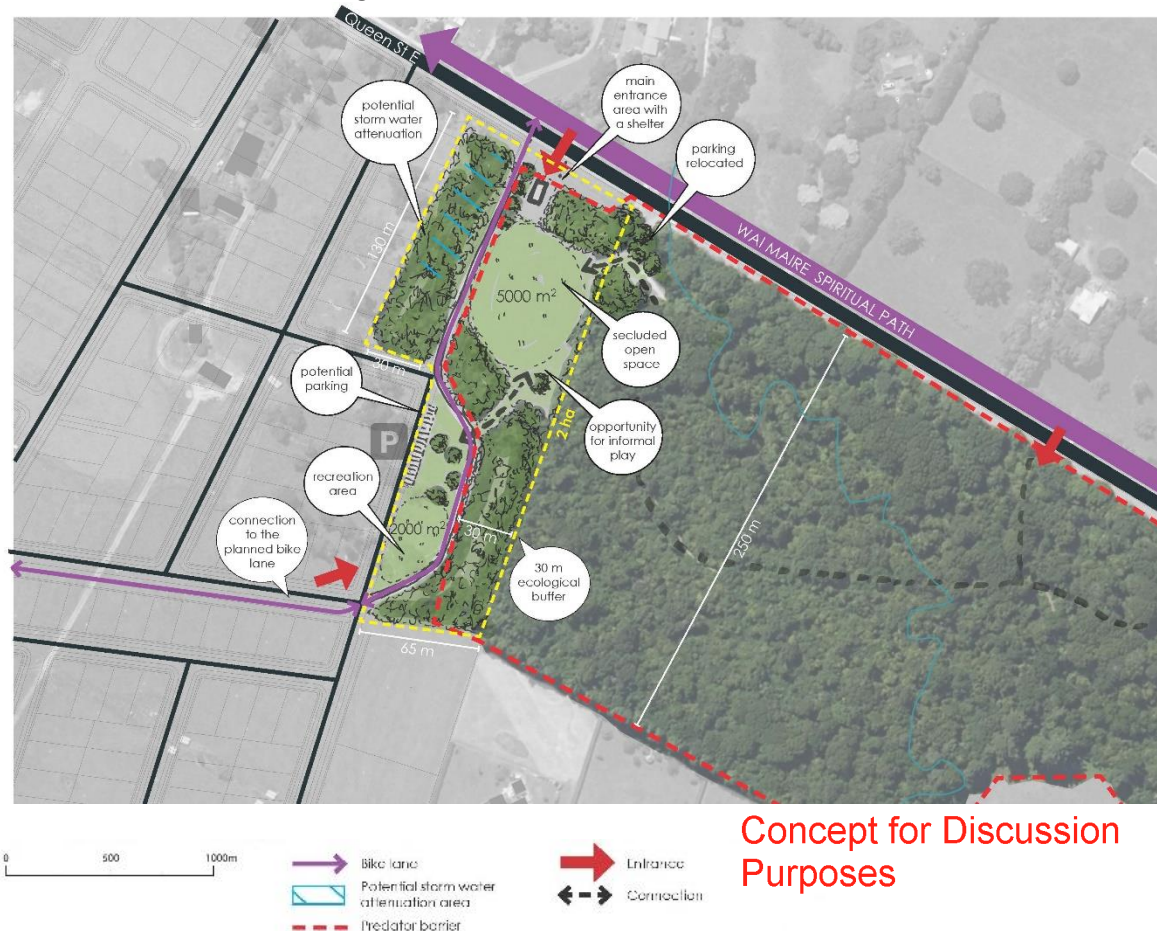 Queen St E
main
entrance
area with
a shelter
potential
storm water
attenuation
parking
relocated
WAI MAIRE SPIRITUAL PATH
130 m
5000 m²
secluded
open
space
30 m
potential
parking
2 ha
opportunity
for informal
play
P
recreation
area
2000 m²
30 m
250 m
connection
to the
planned bike
lane
30 m
ecological
buffer
65 m
Concept for Discussion
Purposes
0 500 1000m
Bike lane
Potential storm water
attenuation area
Predator barrier
Entrance
Connection